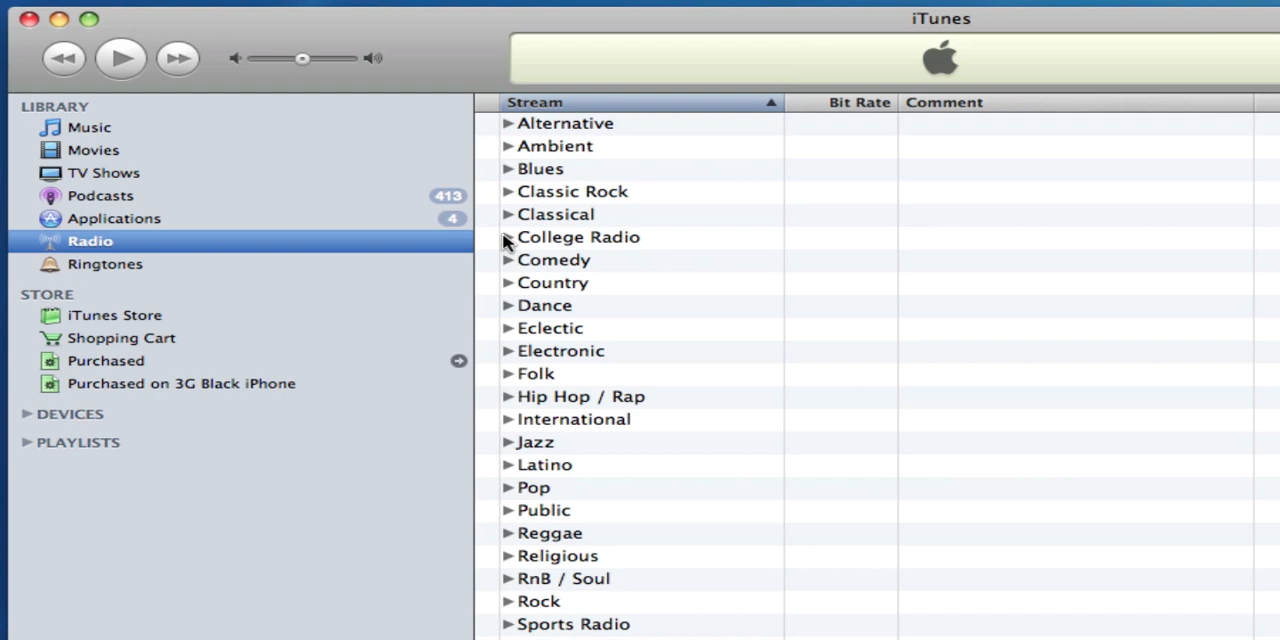 iTunes
LIBRARY
Music
Movies
TV Shows
Podcasts 413
Applications 4
Radio
Ringtones
STORE
iTunes Store
Shopping Cart
Purchased
Purchased on 3G Black iPhone
DEVICES
PLAYLISTS
Stream Bit Rate Comment
Alternative
Ambient
Blues
Classic Rock
Classical
College Radio
Comedy
Country
Dance
Eclectic
Electronic
Folk
Hip Hop / Rap
International
Jazz
Latino
Pop
Public
Reggae
Religious
RnB / Soul
Rock
Sports Radio